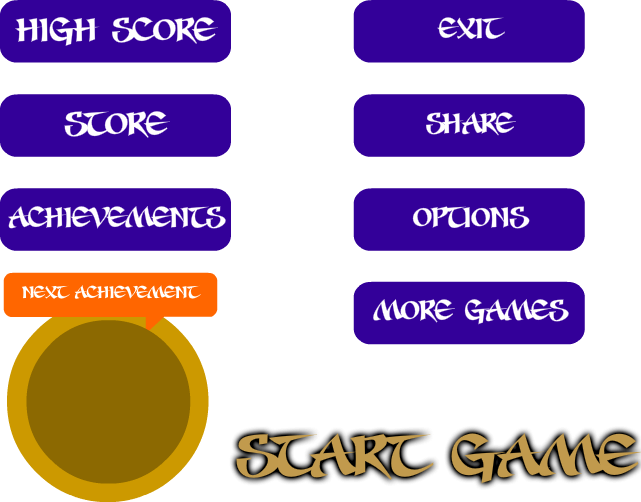 HIGH SCORE
EXIT
STORE
SHARE
ACHIEVEMENTS
OPTIONS
NEXT ACHIEVEMENT
MORE GAMES
START GAME